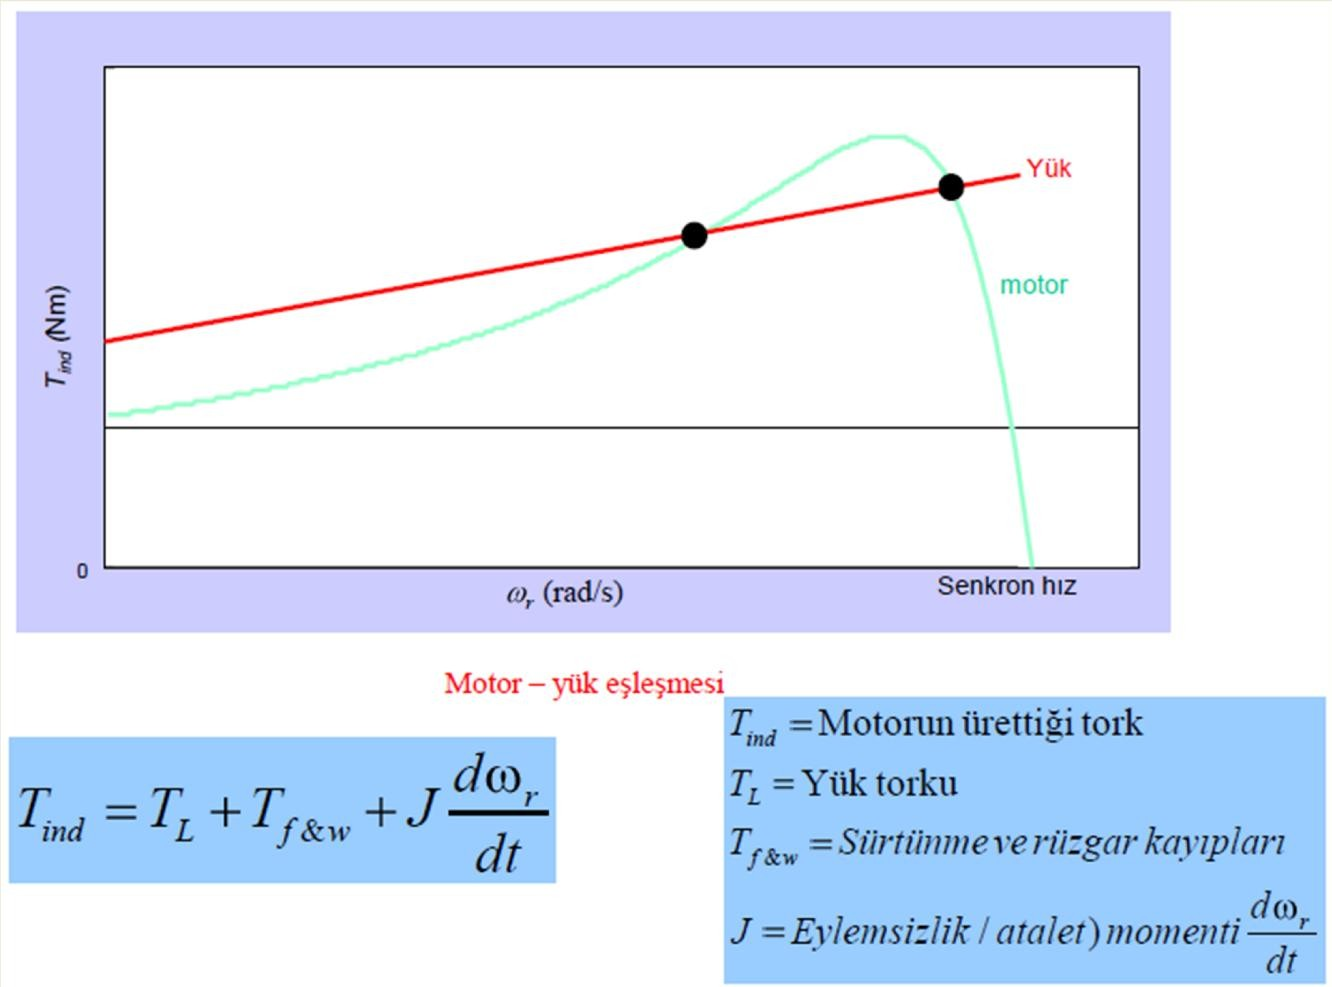 Yük
motor
T_ind (Nm)
0
ω_r (rad/s)
Senkron hız
Motor – yük eşleşmesi
T_ind = T_L + T_f&w + J dω_r/dt
T_ind = Motorun ürettiği tork
T_L = Yük torku
T_f&w = Sürtünme ve rüzgar kayıpları
J = Eylemsizlik / atalet) momenti dω_r/dt